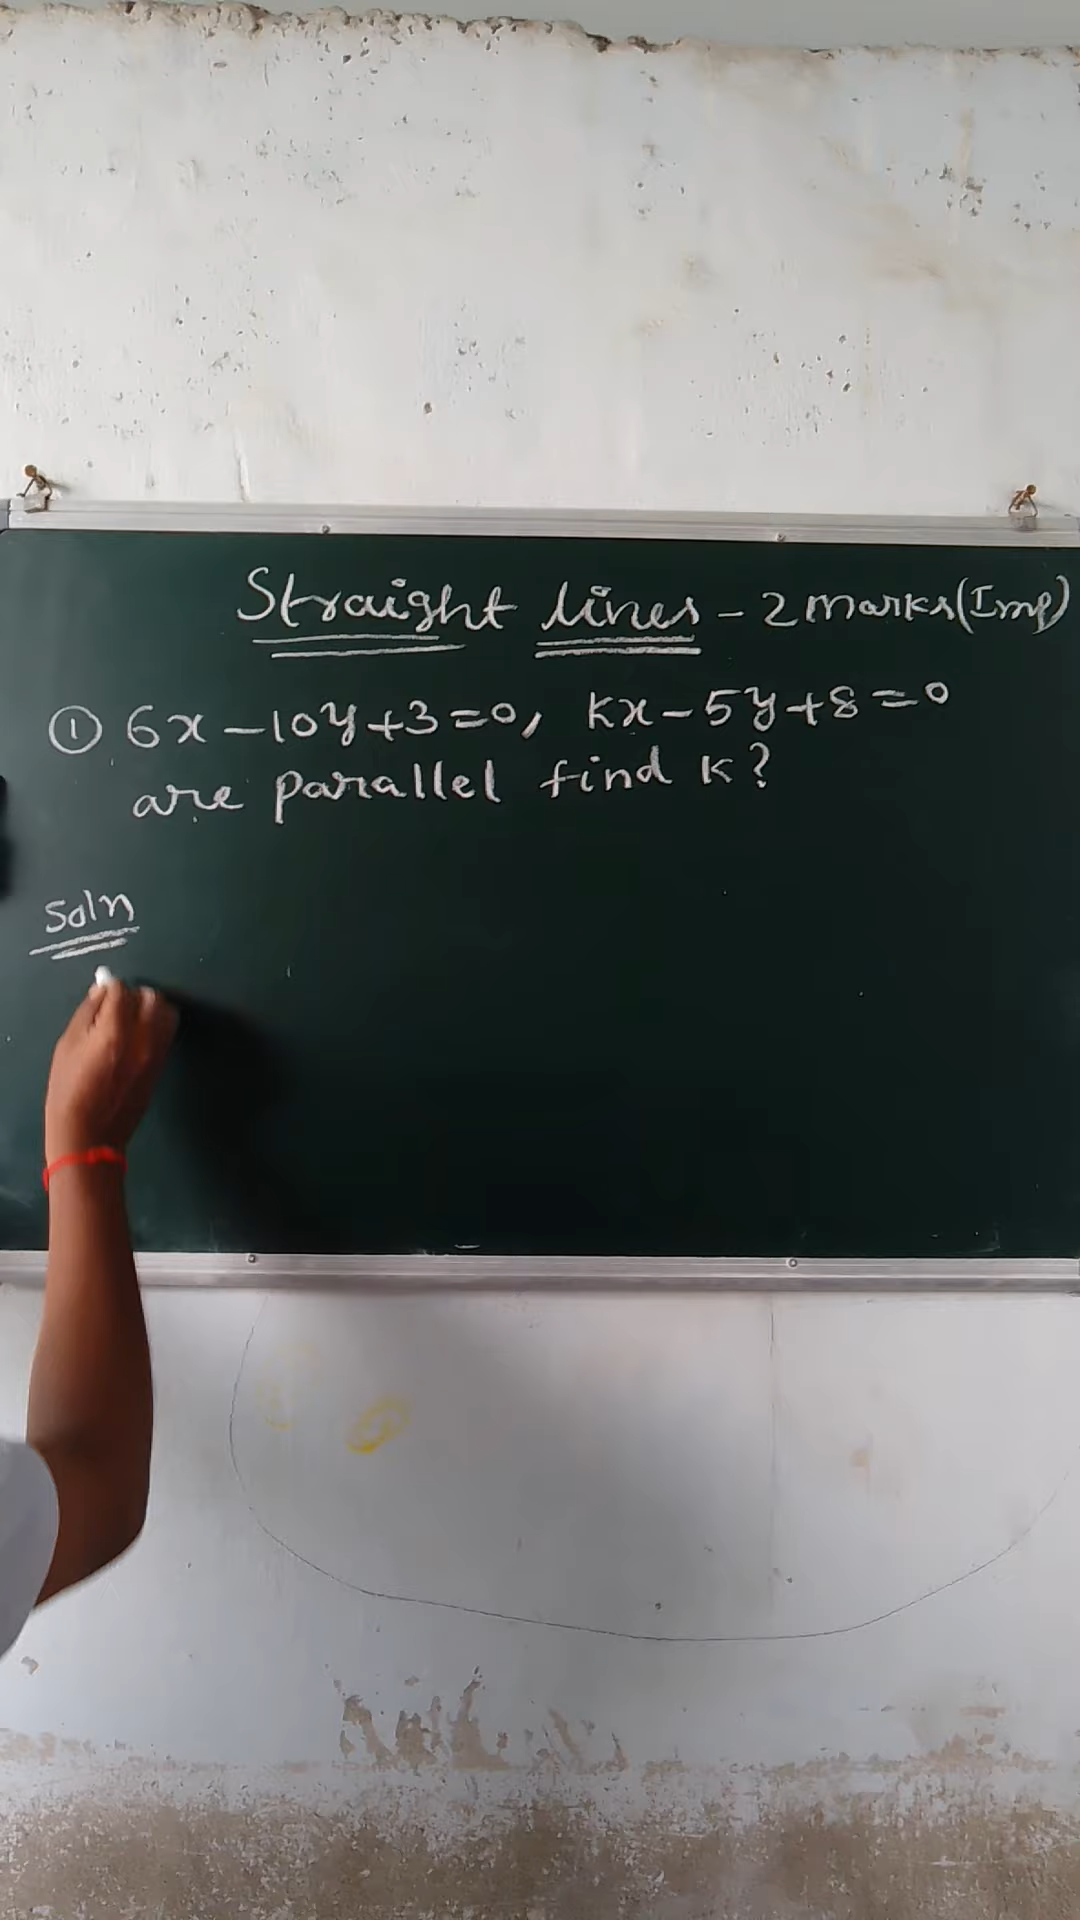 Straight lines - 2 marks (Imp)
① 6x - 10y + 3 = 0, kx - 5y + 8 = 0
are parallel find k?
Soln